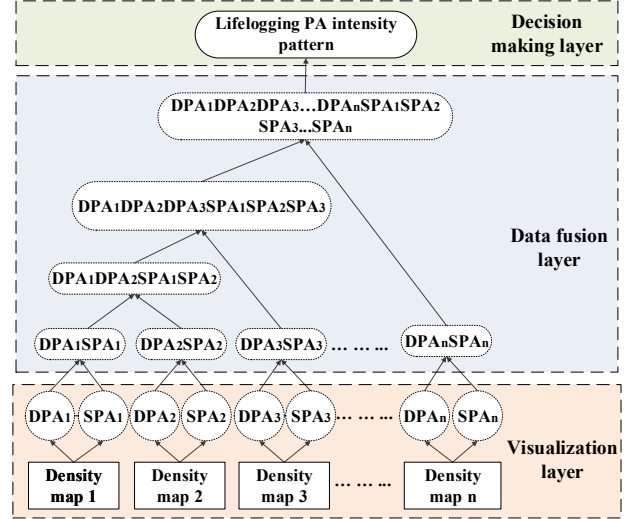 Lifelogging PA intensity
pattern
Decision
making layer
DPA1DPA2DPA3...DPAnSPA1SPA2
SPA3...SPAn
DPA1DPA2DPA3SPA1SPA2SPA3
Data fusion
layer
DPA1DPA2SPA1SPA2
DPA1SPA1 DPA2SPA2 DPA3SPA3 ... ... ... DPAnSPAn
DPA1 SPA1 DPA2 SPA2 DPA3 SPA3 ... ... ... DPAn SPAn
Visualization
layer
Density
map 1
Density
map 2
Density
map 3
... ... ...
Density
map n